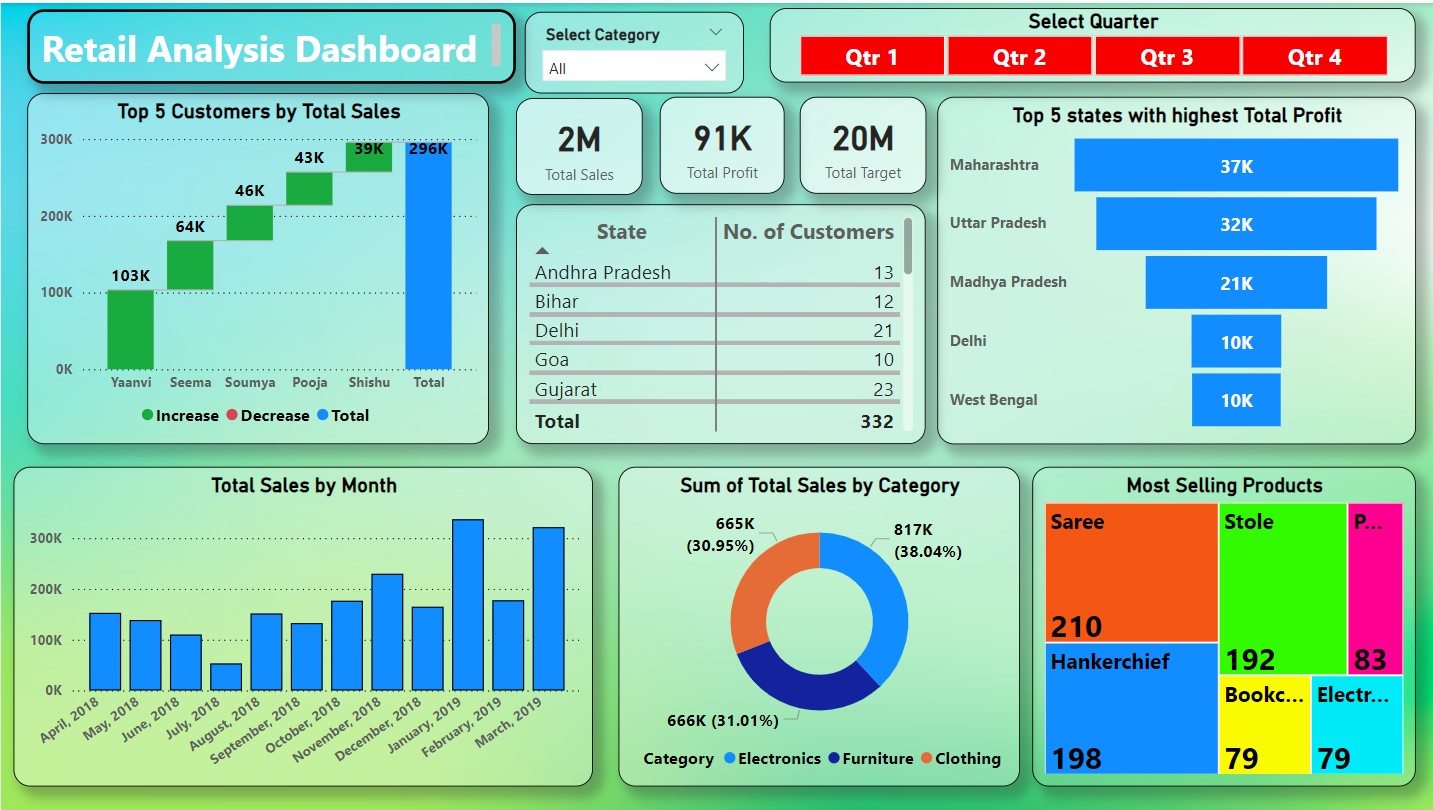 Retail Analysis Dashboard
Select Category
All
Select Quarter
Qtr 1 Qtr 2 Qtr 3 Qtr 4
Top 5 Customers by Total Sales
300K
200K
100K
0K
103K
64K
46K
43K
39K
296K
Yaanvi Seema Soumya Pooja Shishu Total
Increase Decrease Total
2M
Total Sales
91K
Total Profit
20M
Total Target
State No. of Customers
Andhra Pradesh 13
Bihar 12
Delhi 21
Goa 10
Gujarat 23
Total 332
Top 5 states with highest Total Profit
Maharashtra 37K
Uttar Pradesh 32K
Madhya Pradesh 21K
Delhi 10K
West Bengal 10K
Total Sales by Month
300K
200K
100K
0K
April, 2018
May, 2018
June, 2018
July, 2018
August, 2018
September, 2018
October, 2018
November, 2018
December, 2018
January, 2019
February, 2019
March, 2019
Sum of Total Sales by Category
665K
(30.95%)
817K
(38.04%)
666K (31.01%)
Category Electronics Furniture Clothing
Most Selling Products
Saree
210
Hankerchief
198
Stole
192
P...
83
Bookc...
79
Electr...
79